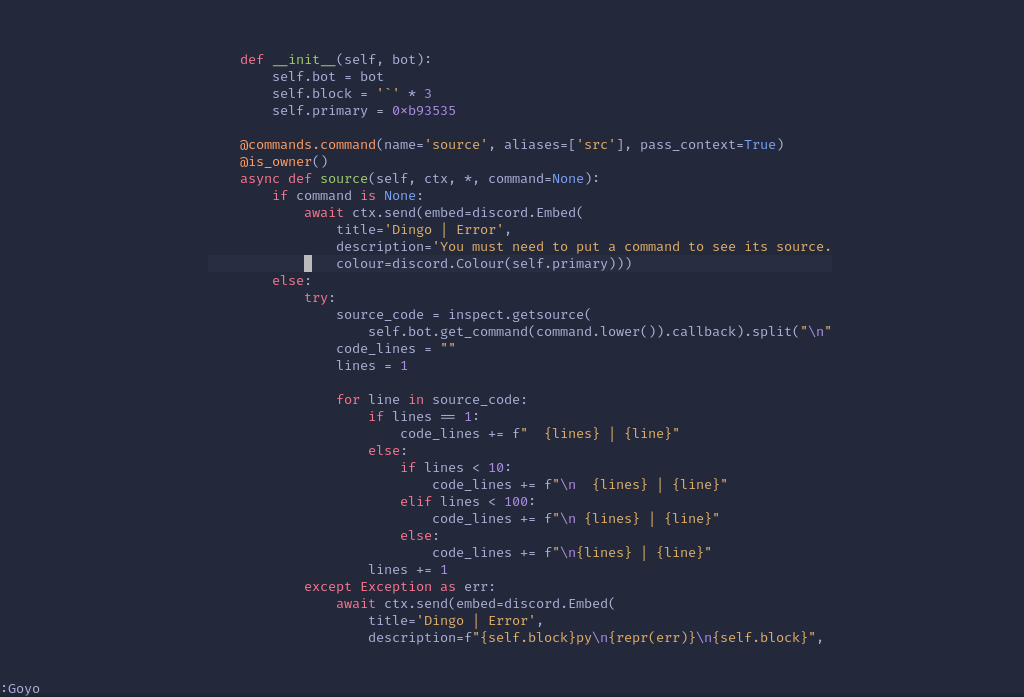 def __init__(self, bot):
    self.bot = bot
    self.block = '`' * 3
    self.primary = 0xb93535

@commands.command(name='source', aliases=['src'], pass_context=True)
@is_owner()
async def source(self, ctx, *, command=None):
    if command is None:
        await ctx.send(embed=discord.Embed(
            title='Dingo | Error',
            description='You must need to put a command to see its source.
            colour=discord.Colour(self.primary)))
    else:
        try:
            source_code = inspect.getsource(
                self.bot.get_command(command.lower()).callback).split("\n"
            code_lines = ""
            lines = 1

            for line in source_code:
                if lines == 1:
                    code_lines += f"  {lines} | {line}"
                else:
                    if lines < 10:
                        code_lines += f"\n  {lines} | {line}"
                    elif lines < 100:
                        code_lines += f"\n {lines} | {line}"
                    else:
                        code_lines += f"\n{lines} | {line}"
                lines += 1
        except Exception as err:
            await ctx.send(embed=discord.Embed(
                title='Dingo | Error',
                description=f"{self.block}py\n{repr(err)}\n{self.block}",
:Goyo